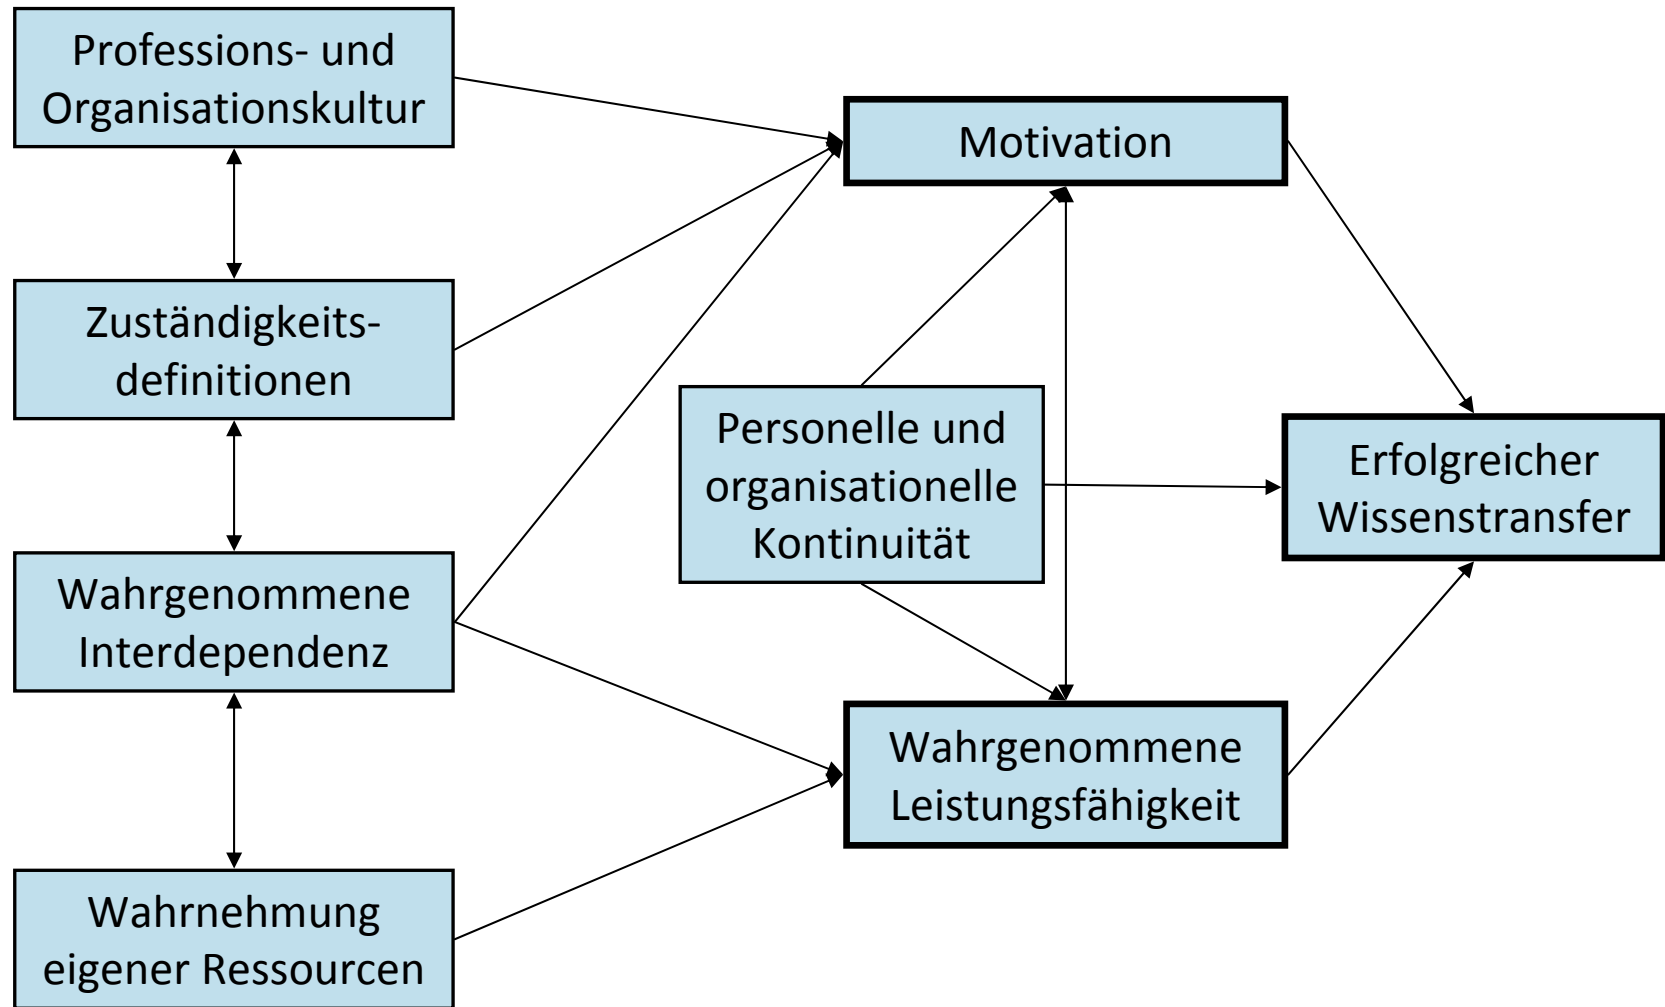 Professions- und
Organisationskultur
Motivation
Zuständigkeits-
definitionen
Personelle und
organisationelle
Kontinuität
Erfolgreicher
Wissenstransfer
Wahrgenommene
Interdependenz
Wahrgenommene
Leistungsfähigkeit
Wahrnehmung
eigener Ressourcen